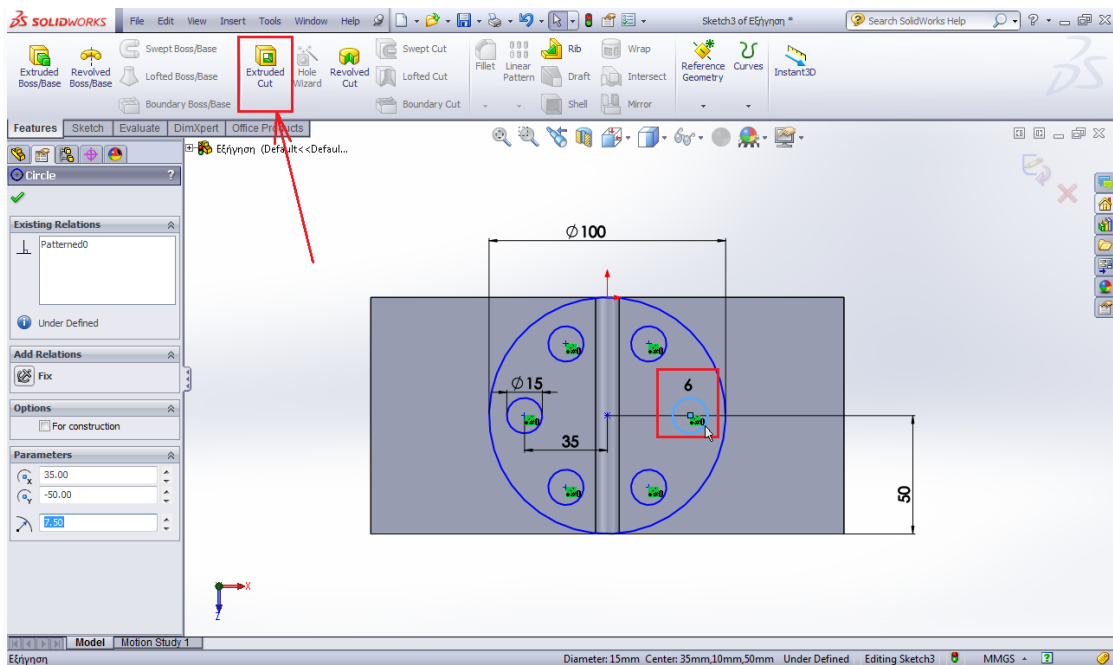 SOLIDWORKS File Edit View Insert Tools Window Help Sketch3 of Εξήγηση * Search SolidWorks Help
Extruded Boss/Base
Revolved Boss/Base
Swept Boss/Base
Lofted Boss/Base
Boundary Boss/Base
Extruded Cut
Hole Wizard
Revolved Cut
Swept Cut
Lofted Cut
Boundary Cut
Fillet
Linear Pattern
Rib
Draft
Shell
Wrap
Intersect
Mirror
Reference Geometry
Curves
Instant3D
Features Sketch Evaluate DimXpert Office Products
Εξήγηση (Default<<Defaul...
Circle ?
Existing Relations
Patterned0
Under Defined
Add Relations
Fix
Options
For construction
Parameters
35.00
-50.00
7.50
∅100
∅15
6
35
50
X
Z
Model Motion Study 1
Εξήγηση Diameter: 15mm Center: 35mm,10mm,50mm Under Defined Editing Sketch3 MMGS